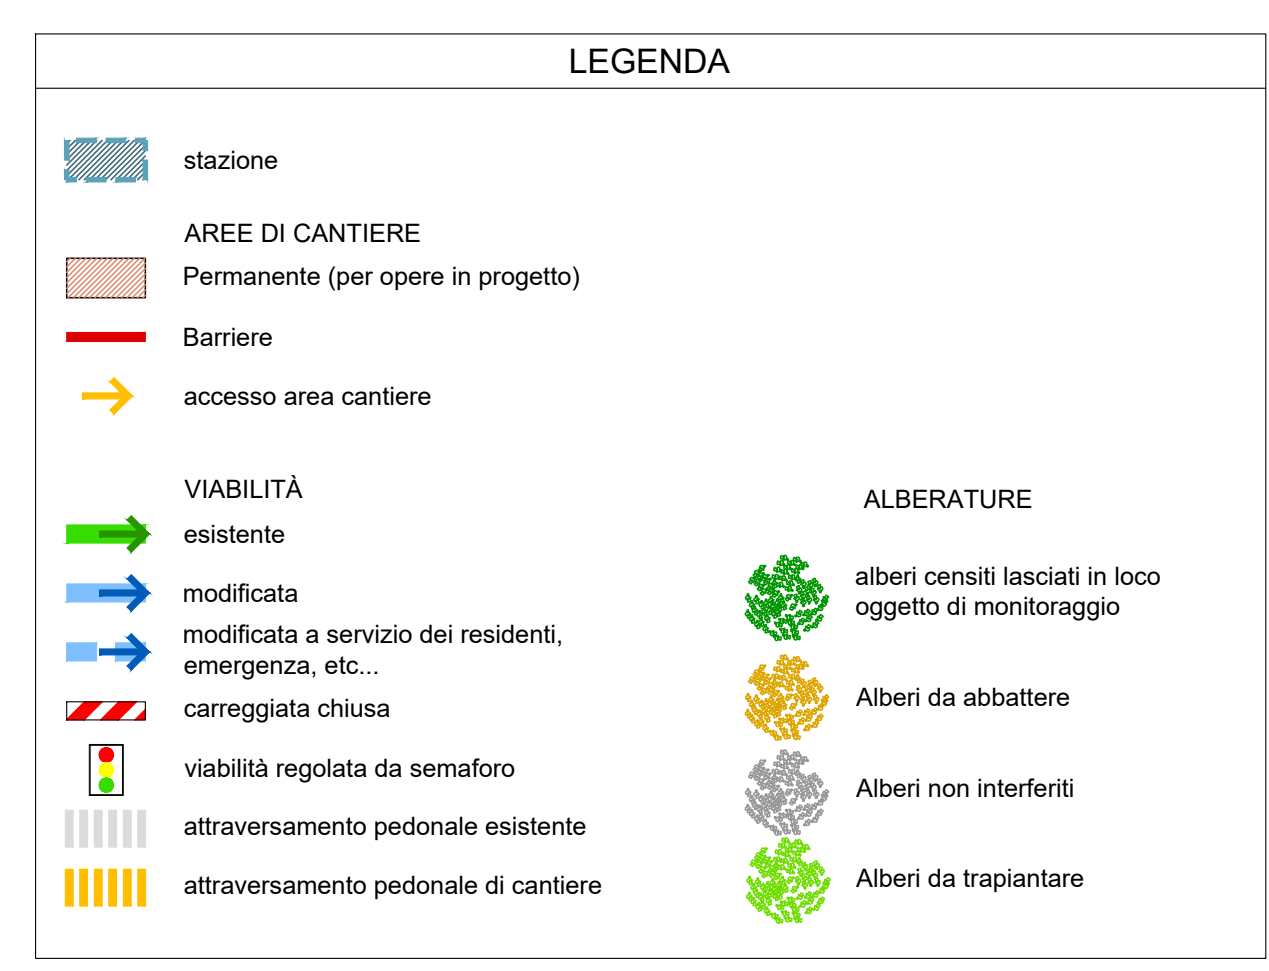 LEGENDA
stazione
AREE DI CANTIERE
Permanente (per opere in progetto)
Barriere
accesso area cantiere
VIABILITÀ
esistente
modificata
modificata a servizio dei residenti,
emergenza, etc...
carreggiata chiusa
viabilità regolata da semaforo
attraversamento pedonale esistente
attraversamento pedonale di cantiere
ALBERATURE
alberi censiti lasciati in loco
oggetto di monitoraggio
Alberi da abbattere
Alberi non interferiti
Alberi da trapiantare